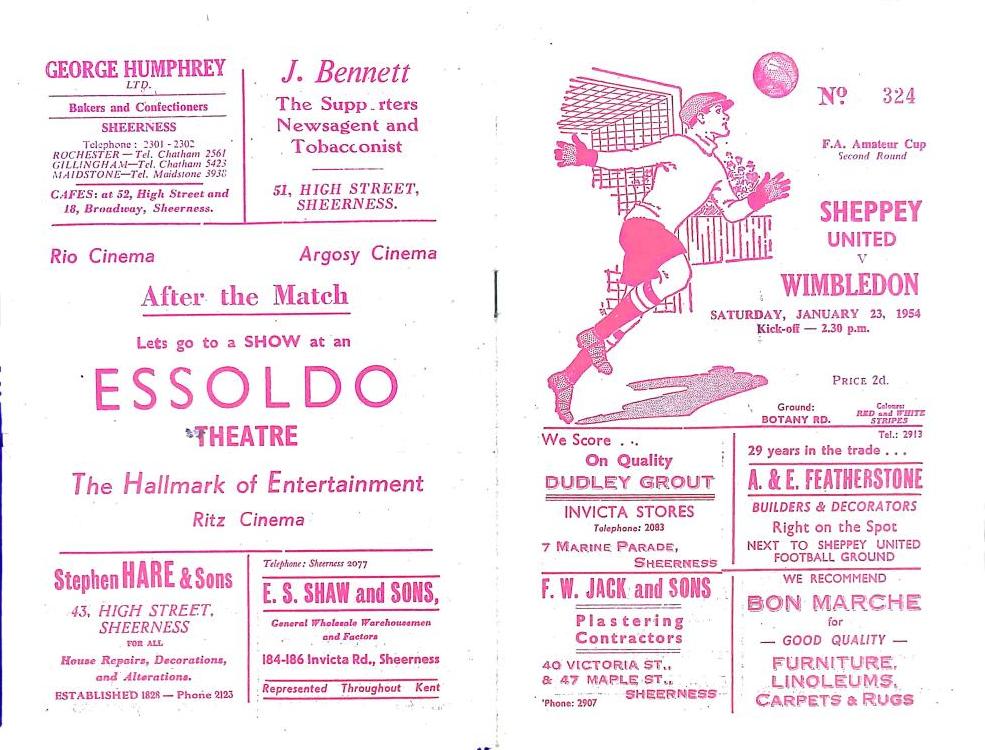 GEORGE HUMPHREY
LTD.
Bakers and Confectioners
SHEERNESS
Telephone: 2301 - 2302
ROCHESTER — Tel. Chatham 2561
GILLINGHAM—Tel. Chatham 5423
MAIDSTONE—Tel. Maidstone 3938
CAFES: at 52, High Street and
18, Broadway, Sheerness.
J. Bennett
The Supp rters
Newsagent and
Tobacconist
51, HIGH STREET,
SHEERNESS.
Rio Cinema
Argosy Cinema
After the Match
Lets go to a SHOW at an
ESSOLDO
THEATRE
The Hallmark of Entertainment
Ritz Cinema
Stephen HARE & Sons
43, HIGH STREET,
SHEERNESS
FOR ALL
House Repairs, Decorations,
and Alterations.
ESTABLISHED 1828 — Phone 2123
Telephone: Sheerness 2077
E. S. SHAW and SONS,
General Wholesale Warehousemen
and Factors
184-186 Invicta Rd., Sheerness
Represented Throughout Kent
No 324
F.A. Amateur Cup
Second Round
SHEPPEY
UNITED
V
WIMBLEDON
SATURDAY, JANUARY 23, 1954
Kick-off — 2.30 p.m.
PRICE 2d.
Ground:
BOTANY RD.
Colours:
RED and WHITE
STRIPES
We Score . . .
On Quality
DUDLEY GROUT
INVICTA STORES
Telephone: 2083
7 MARINE PARADE,
SHEERNESS
Tel.: 2913
29 years in the trade . . .
A. & E. FEATHERSTONE
BUILDERS & DECORATORS
Right on the Spot
NEXT TO SHEPPEY UNITED
FOOTBALL GROUND
F. W. JACK and SONS
Plastering
Contractors
40 VICTORIA ST.,
& 47 MAPLE ST.,
SHEERNESS
'Phone: 2907
WE RECOMMEND
BON MARCHE
for
— GOOD QUALITY —
FURNITURE,
LINOLEUMS,
CARPETS & RUGS